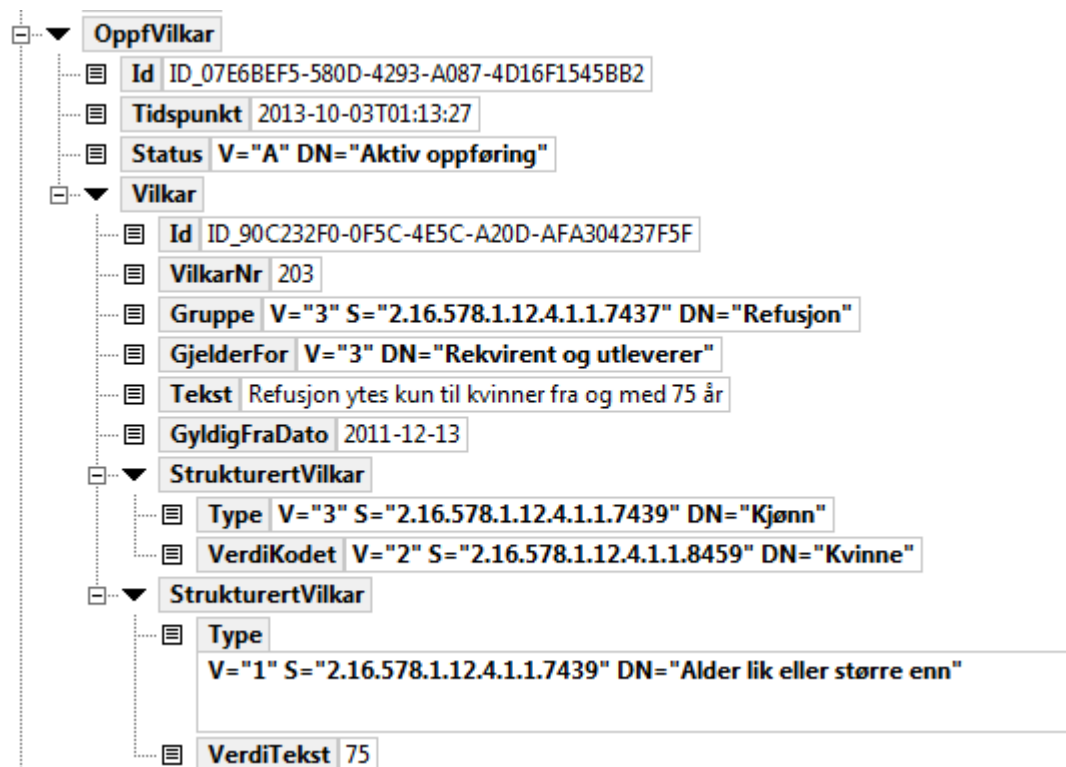 OppfVilkar
Id ID_07E6BEF5-580D-4293-A087-4D16F1545BB2
Tidspunkt 2013-10-03T01:13:27
Status V="A" DN="Aktiv oppføring"
Vilkar
Id ID_90C232F0-0F5C-4E5C-A20D-AFA304237F5F
VilkarNr 203
Gruppe V="3" S="2.16.578.1.12.4.1.1.7437" DN="Refusjon"
GjelderFor V="3" DN="Rekvirent og utleverer"
Tekst Refusjon ytes kun til kvinner fra og med 75 år
GyldigFraDato 2011-12-13
StrukturertVilkar
Type V="3" S="2.16.578.1.12.4.1.1.7439" DN="Kjønn"
VerdiKodet V="2" S="2.16.578.1.12.4.1.1.8459" DN="Kvinne"
StrukturertVilkar
Type
V="1" S="2.16.578.1.12.4.1.1.7439" DN="Alder lik eller større enn"
VerdiTekst 75